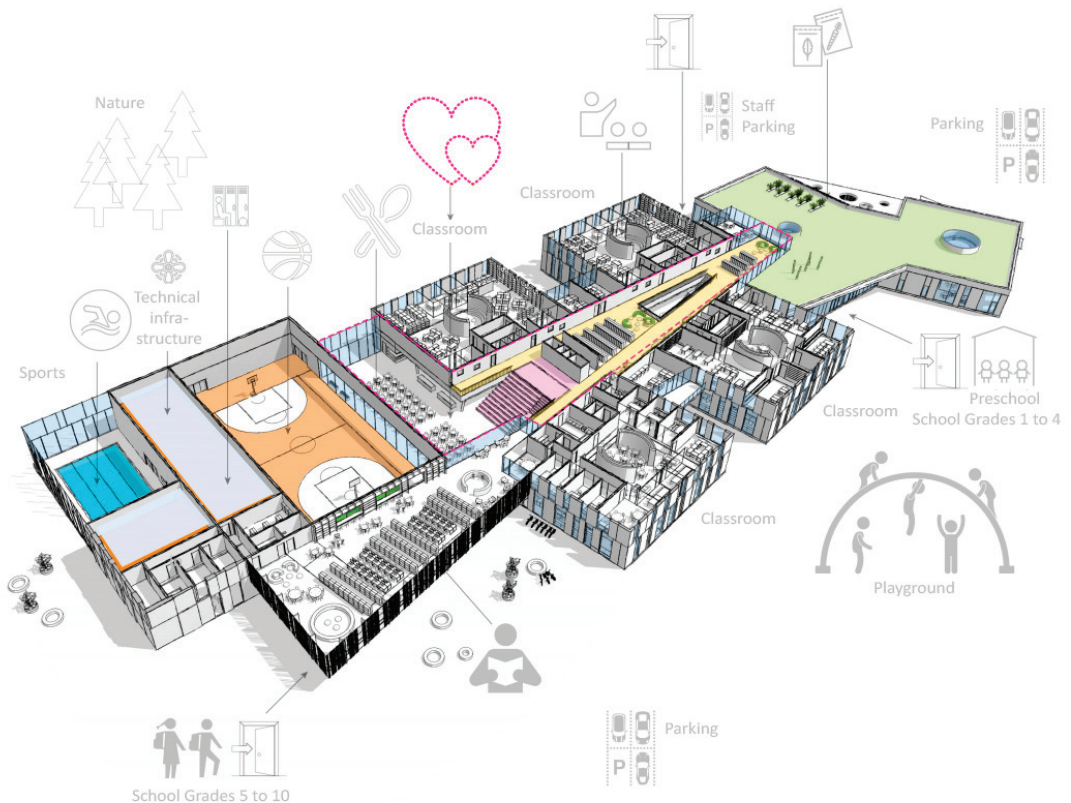 Nature
Staff
Parking
P
Parking
P
Classroom
Classroom
Technical
infra-
structure
Sports
Preschool
School Grades 1 to 4
Classroom
Classroom
Playground
Parking
P
School Grades 5 to 10